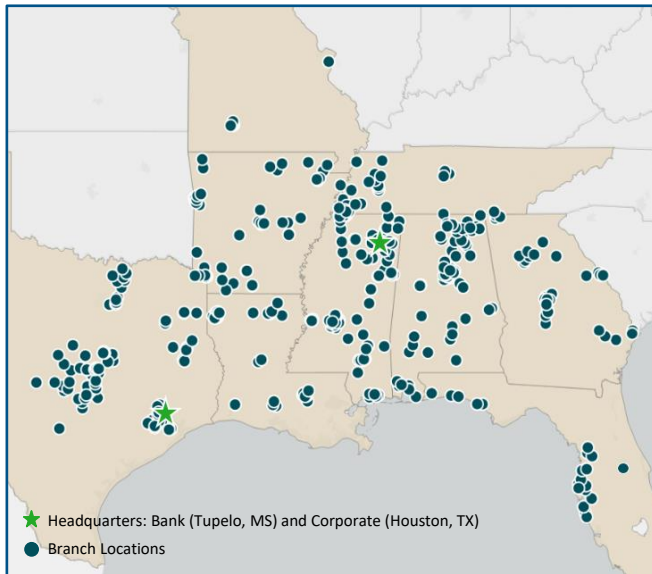 Headquarters: Bank (Tupelo, MS) and Corporate (Houston, TX)
Branch Locations